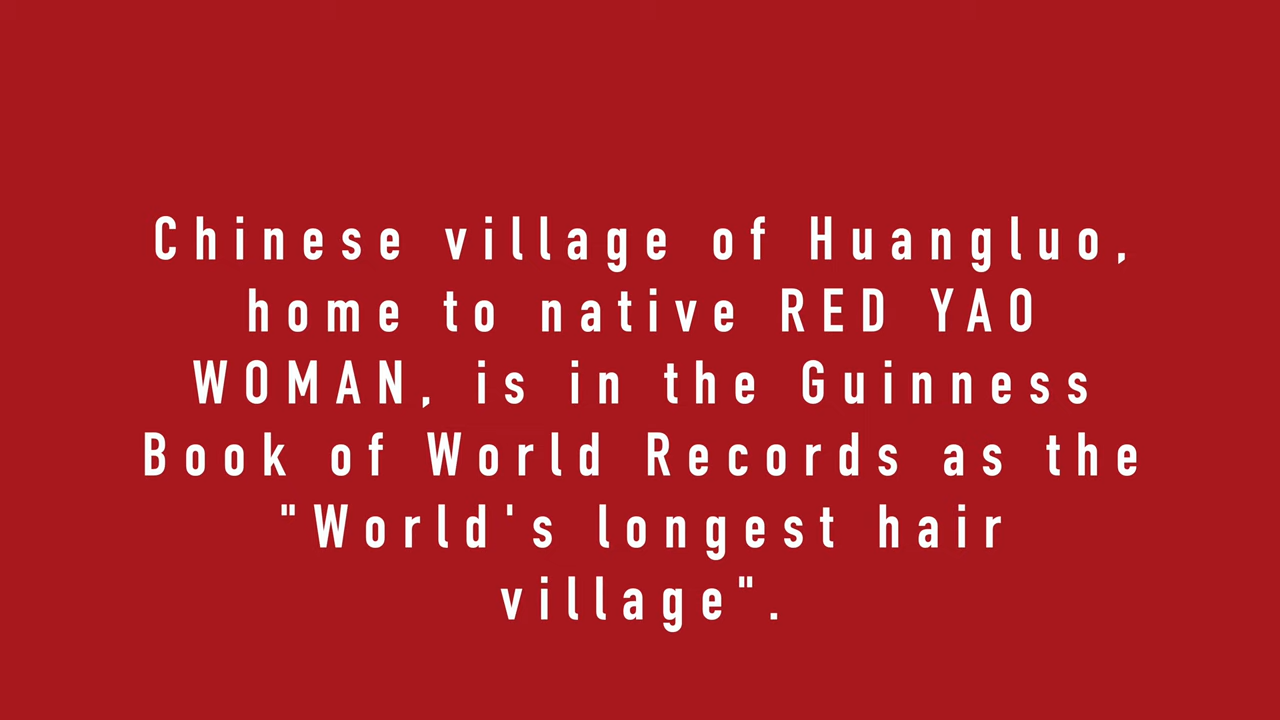 Chinese village of Huangluo,
home to native RED YAO
WOMAN, is in the Guinness
Book of World Records as the
"World's longest hair
village".